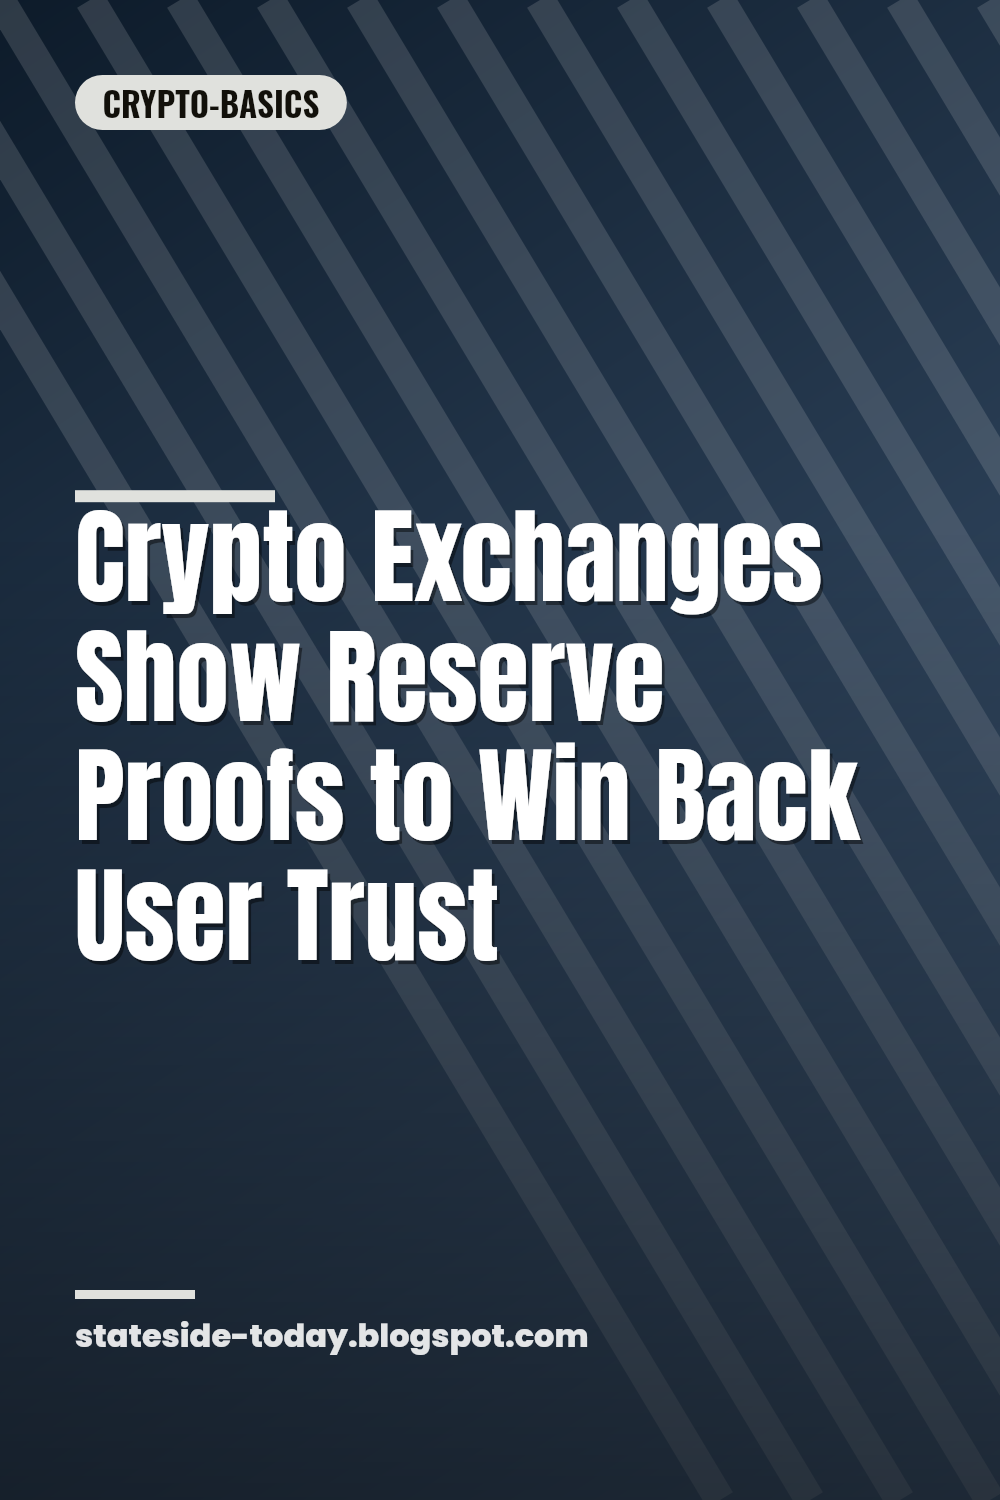 CRYPTO-BASICS
Crypto Exchanges
Show Reserve
Proofs to Win Back
User Trust
stateside-today.blogspot.com